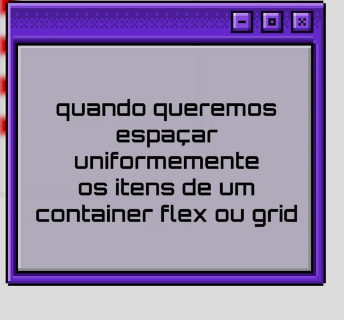 quando queremos
espaçar
uniformemente
os itens de um
container flex ou grid